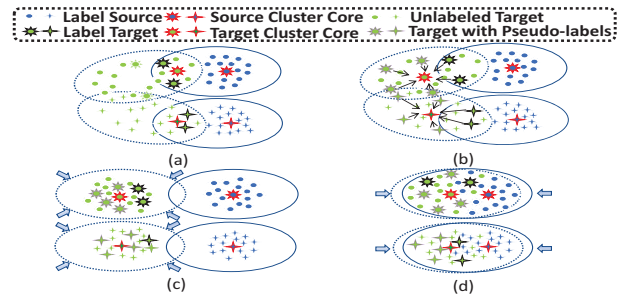 Label Source Source Cluster Core Unlabeled Target
Label Target Target Cluster Core Target with Pseudo-labels
(a) (b)
(c) (d)